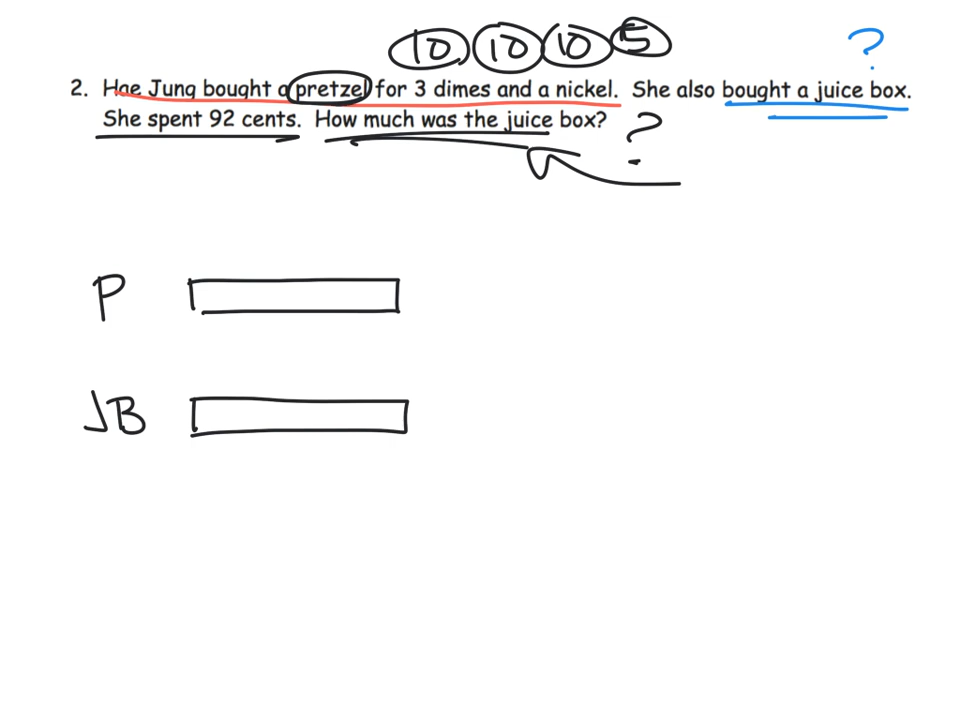 10 10 10 5
?
2. Hae Jung bought a pretzel for 3 dimes and a nickel. She also bought a juice box.
She spent 92 cents. How much was the juice box? ?
P
JB